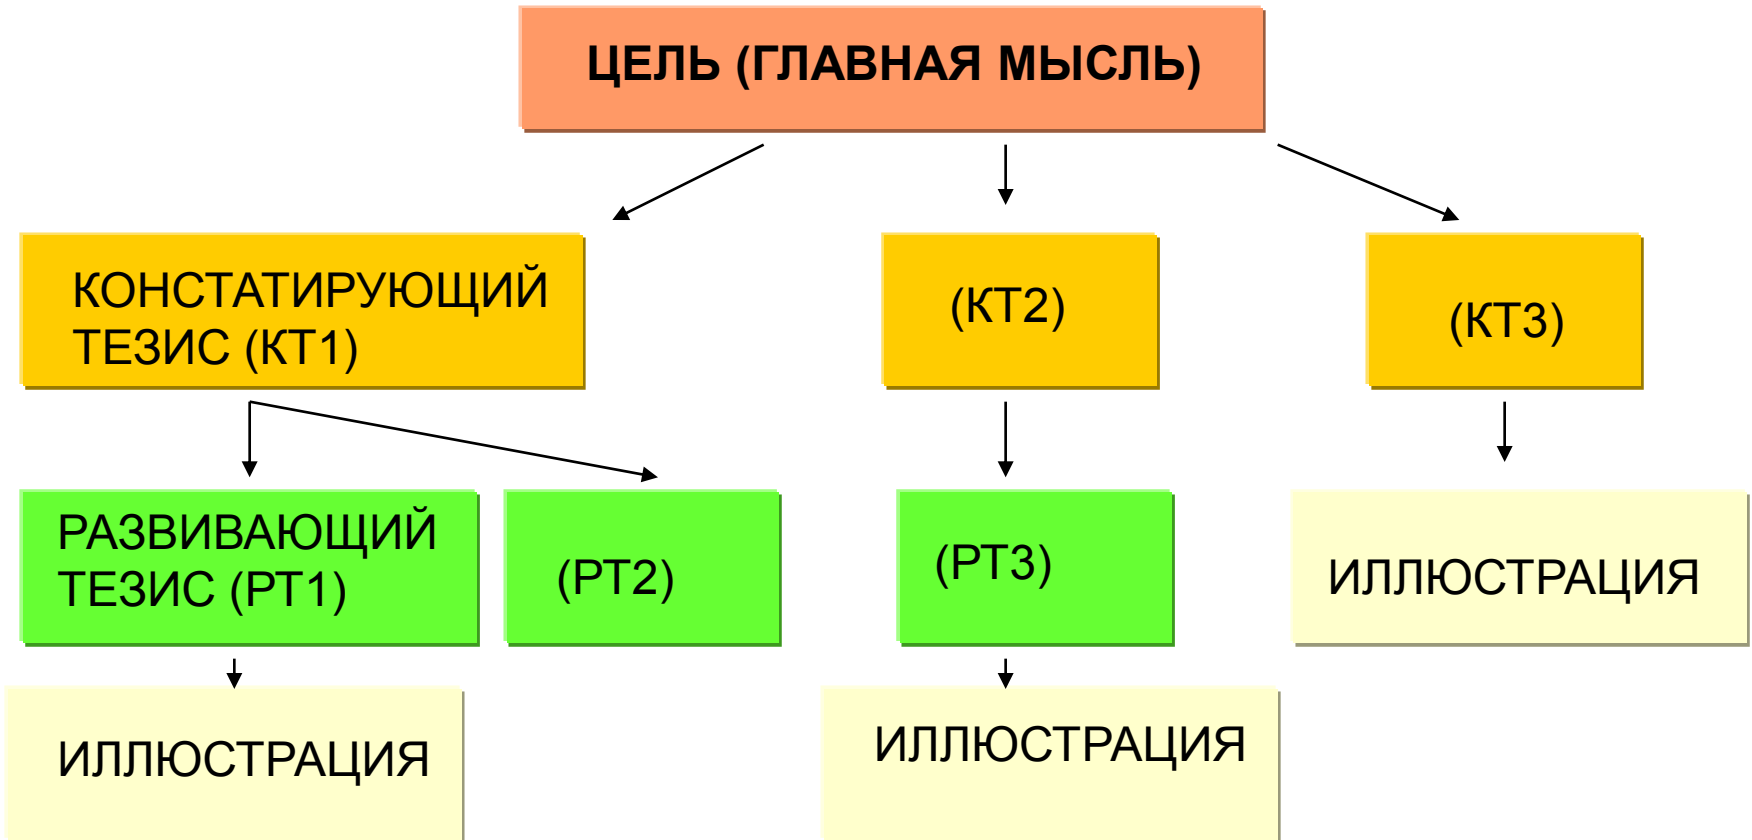 ЦЕЛЬ (ГЛАВНАЯ МЫСЛЬ)
КОНСТАТИРУЮЩИЙ
ТЕЗИС (КТ1)
(КТ2)
(КТ3)
РАЗВИВАЮЩИЙ
ТЕЗИС (РТ1)
(РТ2)
(РТ3)
ИЛЛЮСТРАЦИЯ
ИЛЛЮСТРАЦИЯ
ИЛЛЮСТРАЦИЯ